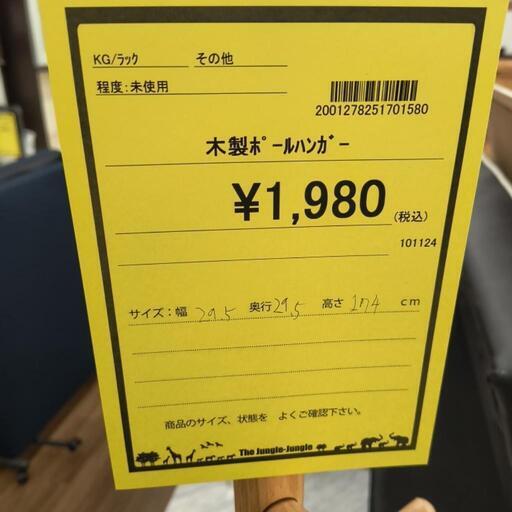 KG/ﾗｯｸ その他
程度:未使用
2001278251701580
木製ﾎﾟｰﾙﾊﾝｶﾞｰ
¥1,980 (税込)
101124
サイズ:幅 29.5 奥行 29.5 高さ 174 cm
商品のサイズ、状態を よくご確認下さい。
The Jungle-Jungle